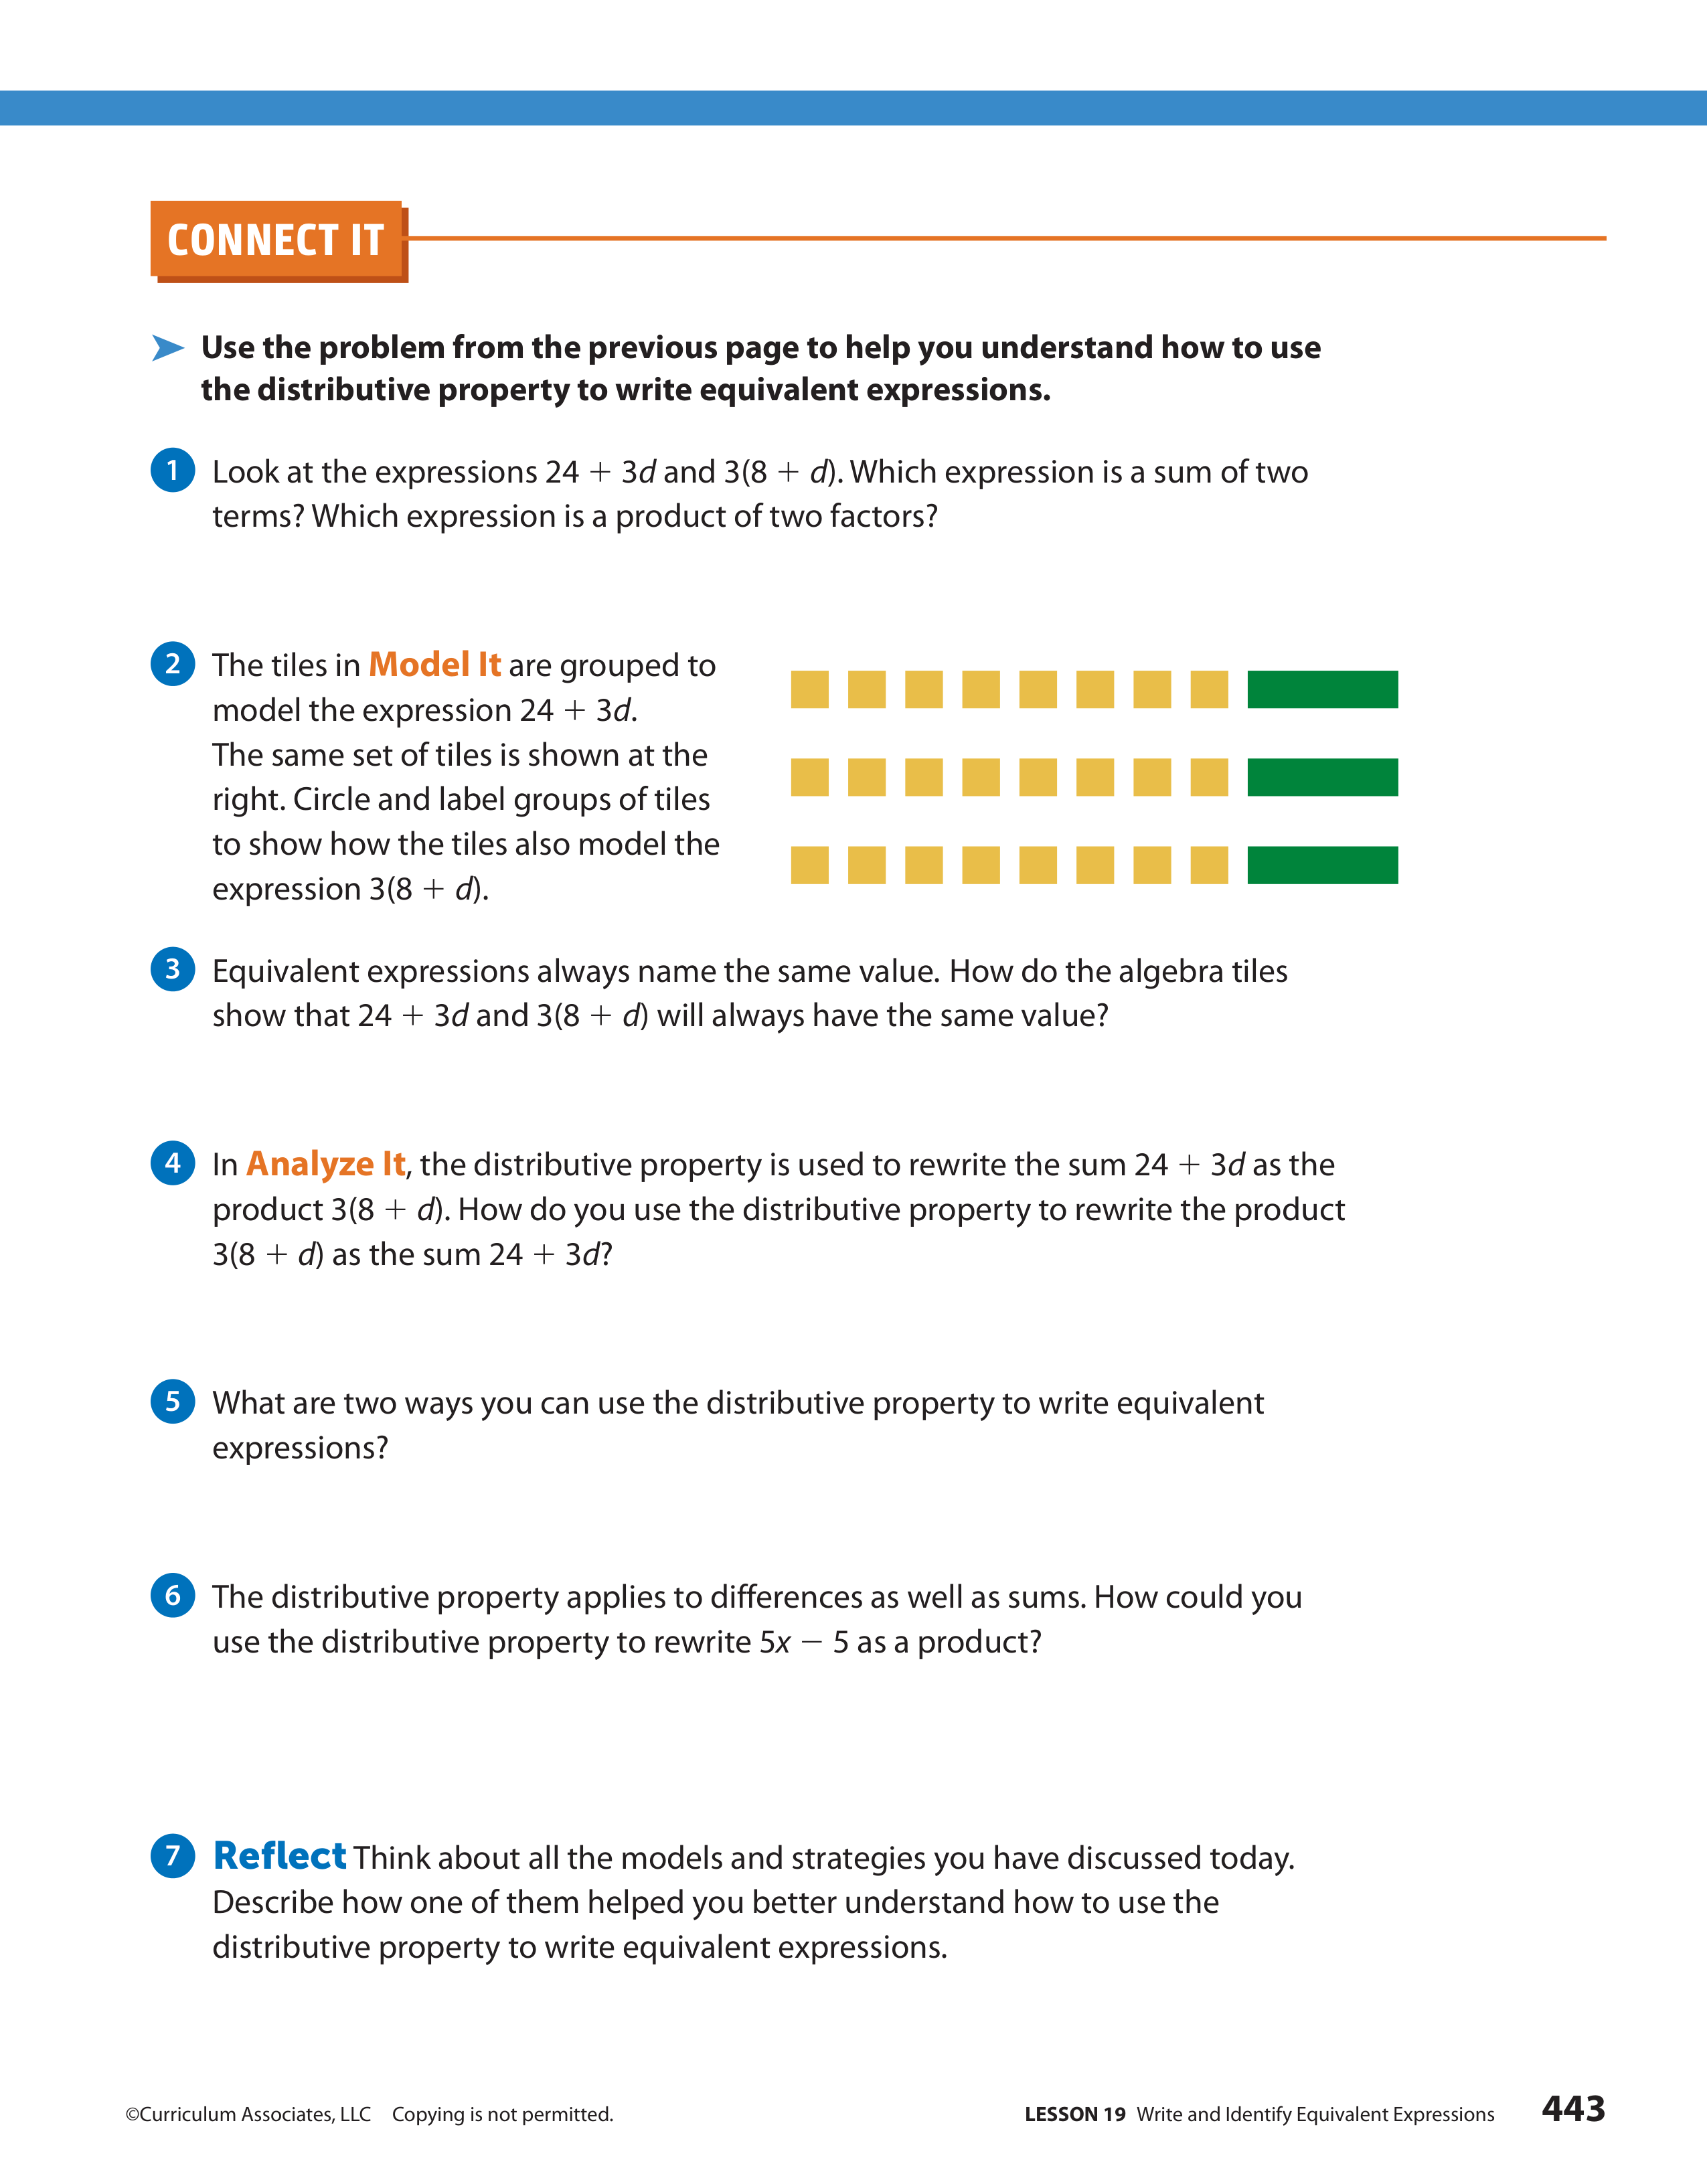 CONNECT IT
Use the problem from the previous page to help you understand how to use
the distributive property to write equivalent expressions.
1 Look at the expressions 24 + 3d and 3(8 + d). Which expression is a sum of two
terms? Which expression is a product of two factors?
2 The tiles in Model It are grouped to
model the expression 24 + 3d.
The same set of tiles is shown at the
right. Circle and label groups of tiles
to show how the tiles also model the
expression 3(8 + d).
3 Equivalent expressions always name the same value. How do the algebra tiles
show that 24 + 3d and 3(8 + d) will always have the same value?
4 In Analyze It, the distributive property is used to rewrite the sum 24 + 3d as the
product 3(8 + d). How do you use the distributive property to rewrite the product
3(8 + d) as the sum 24 + 3d?
5 What are two ways you can use the distributive property to write equivalent
expressions?
6 The distributive property applies to differences as well as sums. How could you
use the distributive property to rewrite 5x − 5 as a product?
7 Reflect Think about all the models and strategies you have discussed today.
Describe how one of them helped you better understand how to use the
distributive property to write equivalent expressions.
©Curriculum Associates, LLC Copying is not permitted.
LESSON 19 Write and Identify Equivalent Expressions 443